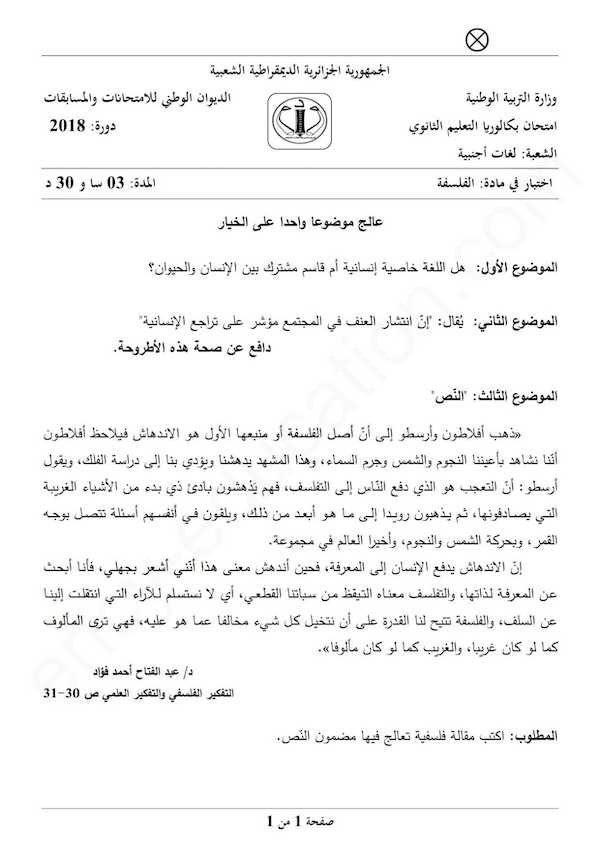 الجمهورية الجزائرية الديمقراطية الشعبية
وزارة التربية الوطنية
الديوان الوطني للامتحانات والمسابقات
امتحان بكالوريا التعليم الثانوي
دورة: 2018
الشعبة: لغات أجنبية
اختبار في مادة: الفلسفة
المدة: 03 سا و 30 د
عالج موضوعا واحدا على الخيار
الموضوع الأول: هل اللغة خاصية إنسانية أم قاسم مشترك بين الإنسان والحيوان؟
الموضوع الثاني: يُقال: "إنّ انتشار العنف في المجتمع مؤشر على تراجع الإنسانية"
دافع عن صحة هذه الأطروحة.
الموضوع الثالث: "النّص"
«ذهب أفلاطون وأرسطو إلى أنّ أصل الفلسفة أو منبعها الأول هو الاندهاش فيلاحظ أفلاطون
أننا نشاهد بأعيننا النجوم والشمس وجرم السماء، وهذا المشهد يدهشنا ويؤدي بنا إلى دراسة الفلك، ويقول
أرسطو: أنّ التعجب هو الذي دفع النّاس إلى التفلسف، فهم يَدْهشون بادئ ذي بدء من الأشياء الغريبة
التي يصادفونها، ثم يذهبون رويدا إلى ما هو أبعد من ذلك، ويلقون في أنفسهم أسئلة تتصل بوجه
القمر، وبحركة الشمس والنجوم، وأخيرا العالم في مجموعة.
إنّ الاندهاش يدفع الإنسان إلى المعرفة، فحين أندهش معنى هذا أنّني أشعر بجهلي، فأنا أبحث
عن المعرفة لذاتها، والتفلسف معناه التيقظ من سباتنا القطعي، أي لا نستسلم للآراء التي انتقلت إلينا
عن السلف، والفلسفة تتيح لنا القدرة على أن نتخيل كل شيء مخالفا عما هو عليه، فهي ترى المألوف
كما لو كان غريبا، والغريب كما لو كان مألوفا».
د/ عبد الفتاح أحمد فؤاد
التفكير الفلسفي والتفكير العلمي ص 30-31
المطلوب: اكتب مقالة فلسفية تعالج فيها مضمون النّص.
صفحة 1 من 1